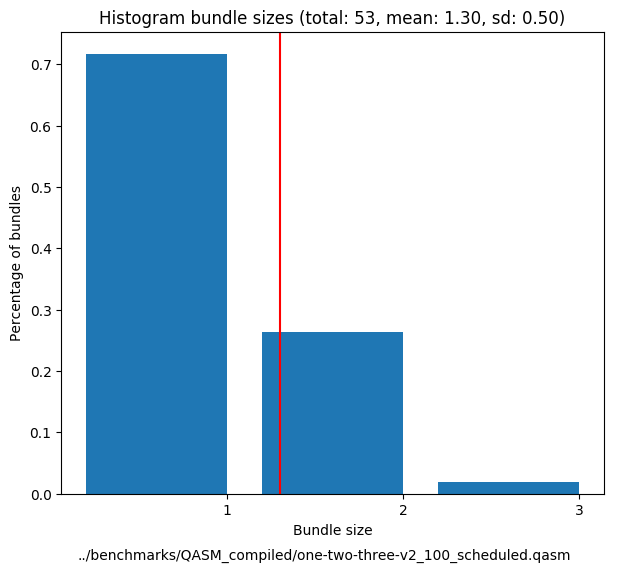 Histogram bundle sizes (total: 53, mean: 1.30, sd: 0.50)
0.7
0.6
0.5
0.4
0.3
0.2
0.1
0.0
Percentage of bundles
1 2 3
Bundle size
../benchmarks/QASM_compiled/one-two-three-v2_100_scheduled.qasm